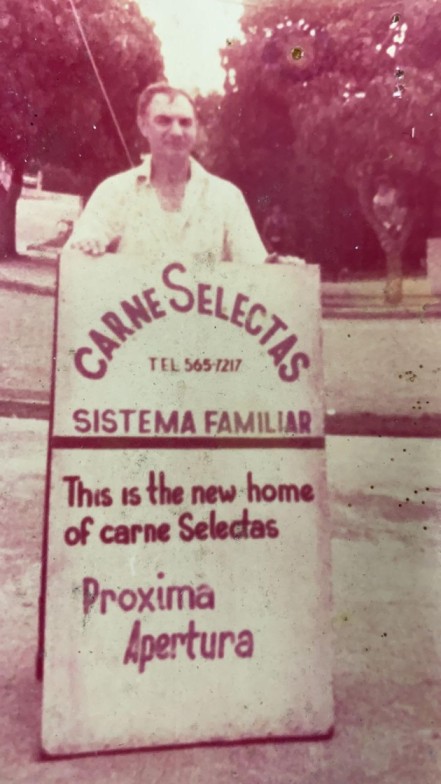 CARNE SELECTAS
TEL 565-7217
SISTEMA FAMILIAR
This is the new home
of carne Selectas
Proxima
Apertura